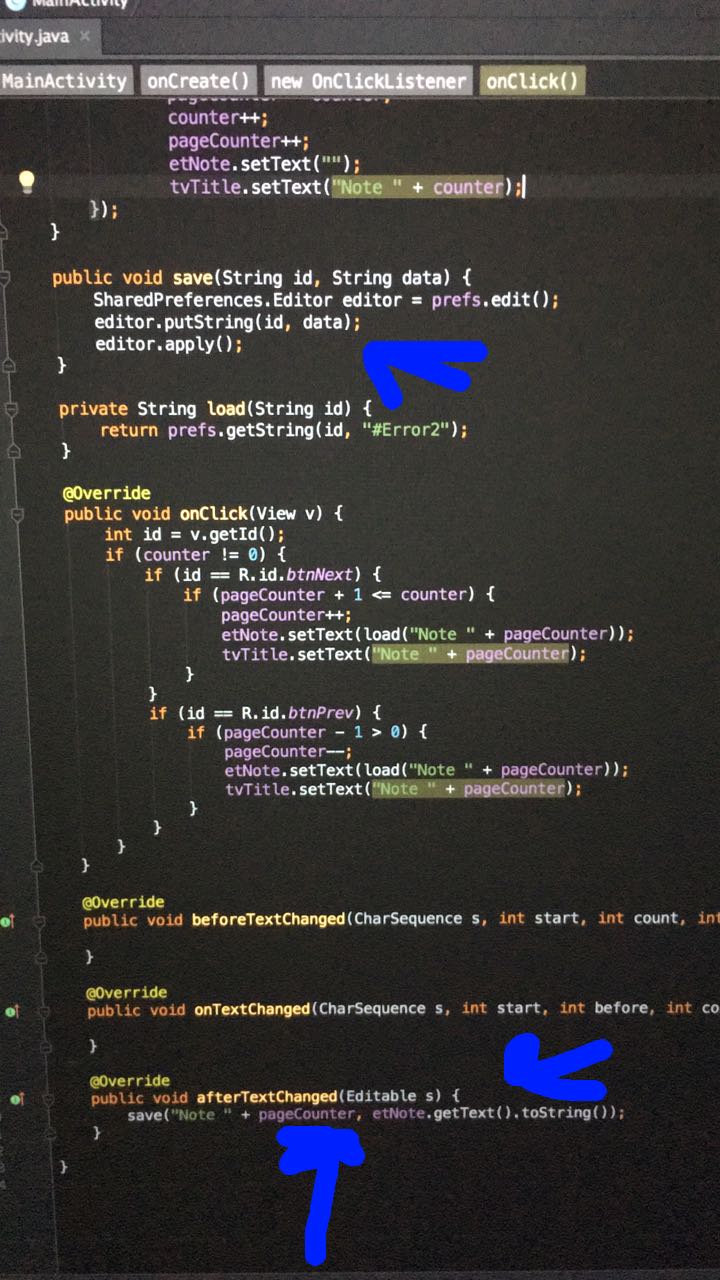 MainActivity
ivity.java ×
MainActivity onCreate() new OnClickListener onClick()
counter++;
pageCounter++;
etNote.setText("");
tvTitle.setText("Note " + counter);
});
}
public void save(String id, String data) {
SharedPreferences.Editor editor = prefs.edit();
editor.putString(id, data);
editor.apply();
}
private String load(String id) {
return prefs.getString(id, "#Error2");
}
@Override
public void onClick(View v) {
int id = v.getId();
if (counter != 0) {
if (id == R.id.btnNext) {
if (pageCounter + 1 <= counter) {
pageCounter++;
etNote.setText(load("Note " + pageCounter));
tvTitle.setText("Note " + pageCounter);
}
}
if (id == R.id.btnPrev) {
if (pageCounter - 1 > 0) {
pageCounter--;
etNote.setText(load("Note " + pageCounter));
tvTitle.setText("Note " + pageCounter);
}
}
}
}
@Override
public void beforeTextChanged(CharSequence s, int start, int count, int
}
@Override
public void onTextChanged(CharSequence s, int start, int before, int co
}
@Override
public void afterTextChanged(Editable s) {
save("Note " + pageCounter, etNote.getText().toString());
}
}